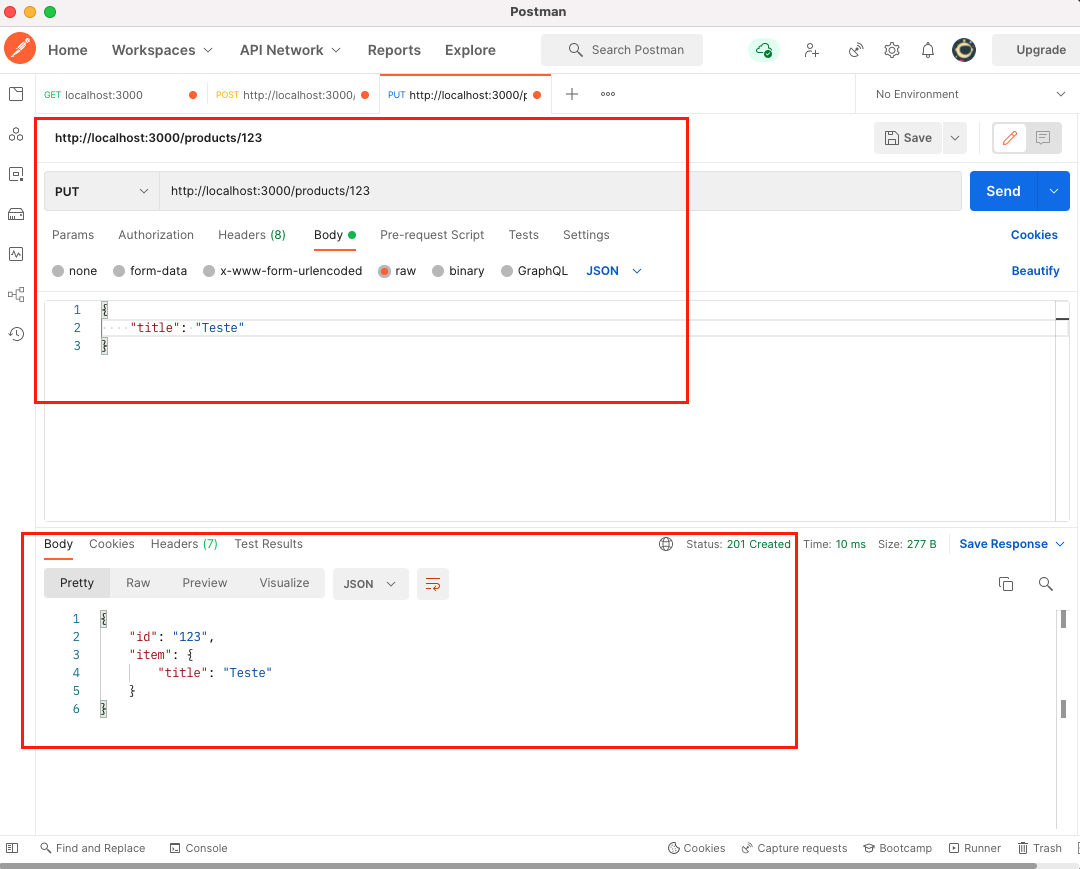 Postman
Home Workspaces API Network Reports Explore Search Postman Upgrade
GET localhost:3000 POST http://localhost:3000/ PUT http://localhost:3000/p No Environment
http://localhost:3000/products/123 Save
PUT http://localhost:3000/products/123 Send
Params Authorization Headers (8) Body Pre-request Script Tests Settings Cookies
none form-data x-www-form-urlencoded raw binary GraphQL JSON Beautify
1 {
2 ····"title":·"Teste"
3 }
Body Cookies Headers (7) Test Results Status: 201 Created Time: 10 ms Size: 277 B Save Response
Pretty Raw Preview Visualize JSON
1 {
2 "id": "123",
3 "item": {
4 "title": "Teste"
5 }
6 }
Find and Replace Console Cookies Capture requests Bootcamp Runner Trash